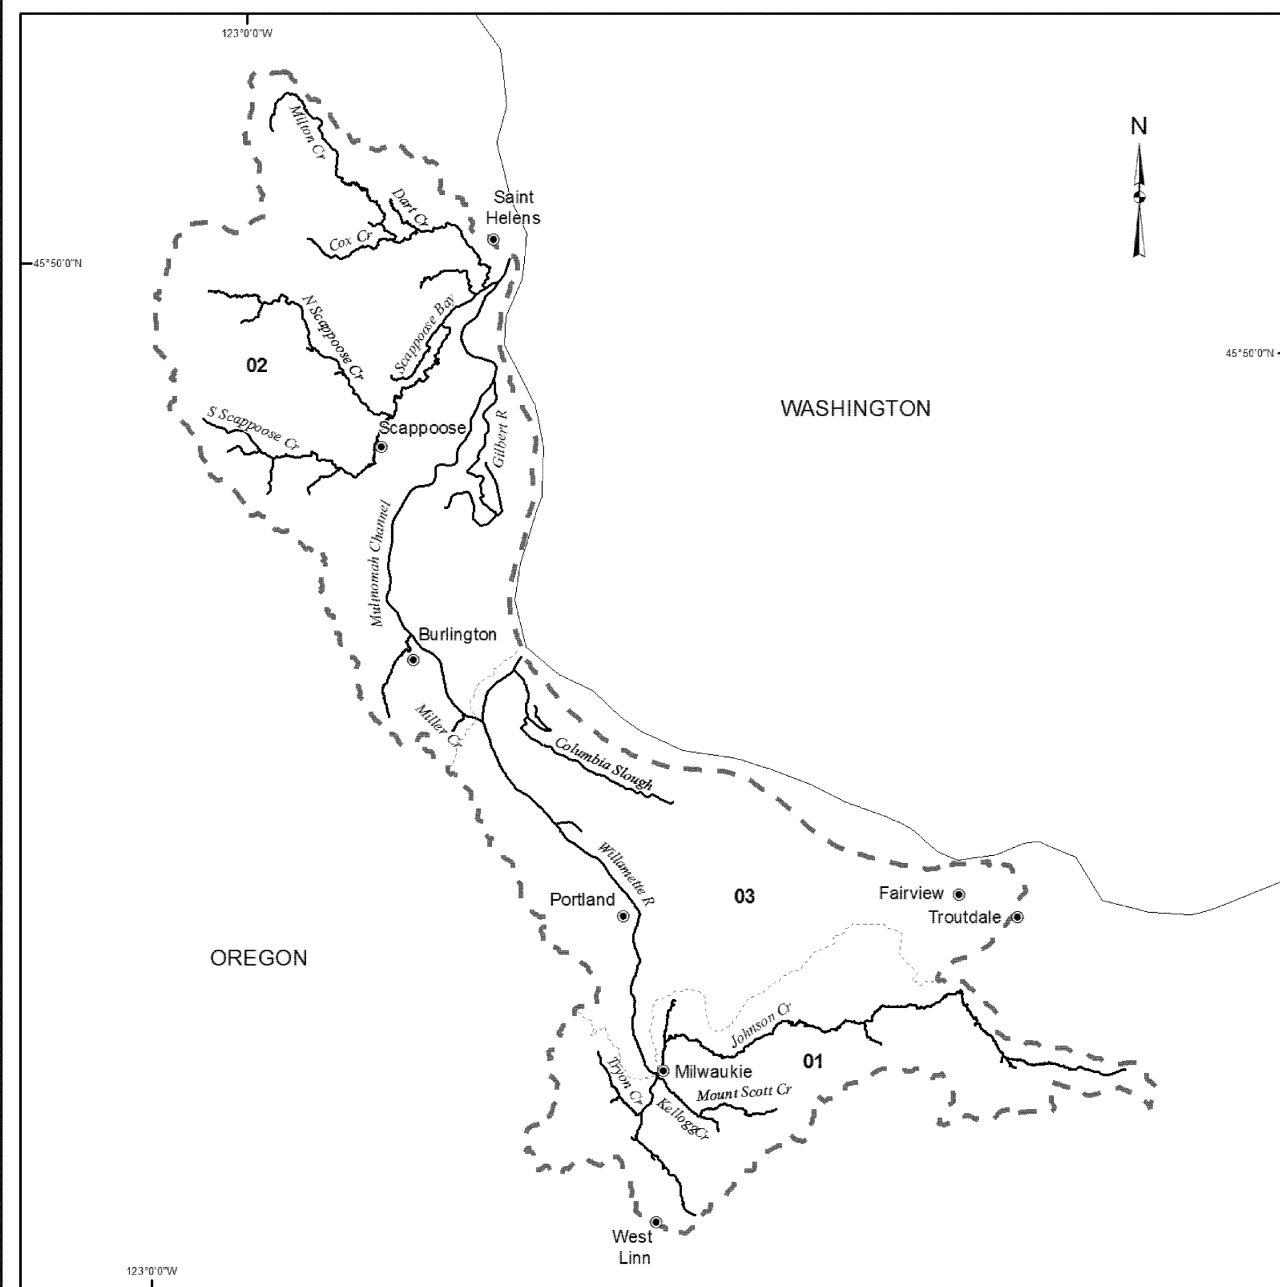 123°0'0"W
N
Milton Cr
Dart Cr
Saint
Helens
Cox Cr
45°50'0"N
N Scappoose Cr
Scappoose Bay
45°50'0"N
02
WASHINGTON
S Scappoose Cr
Scappoose
Gilbert R
Multnomah Channel
Burlington
Miller Cr
Columbia Slough
Willamette R
Portland
03
Fairview
Troutdale
OREGON
Johnson Cr
01
Tryon Cr
Milwaukie
Mount Scott Cr
Kellogg Cr
West
Linn
123°0'0"W